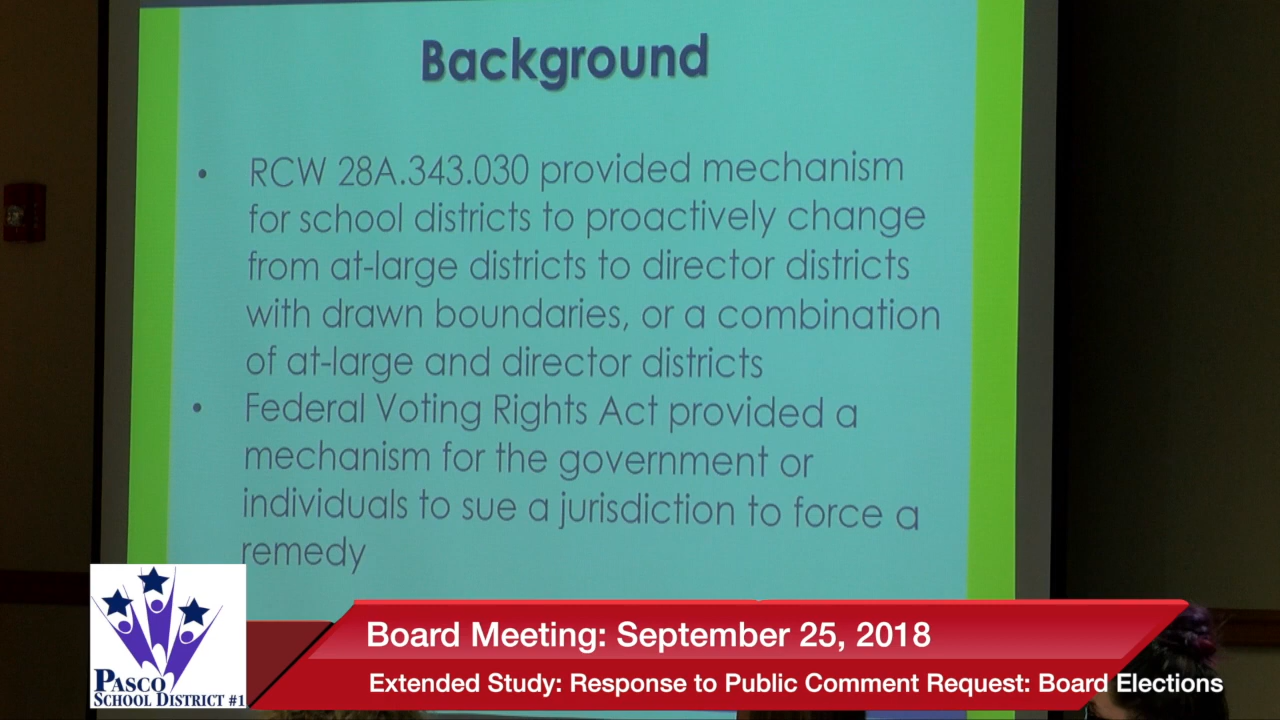 Background
• RCW 28A.343.030 provided mechanism
for school districts to proactively change
from at-large districts to director districts
with drawn boundaries, or a combination
of at-large and director districts
• Federal Voting Rights Act provided a
mechanism for the government or
individuals to sue a jurisdiction to force a
remedy
PASCO
SCHOOL DISTRICT #1
Board Meeting: September 25, 2018
Extended Study: Response to Public Comment Request: Board Elections